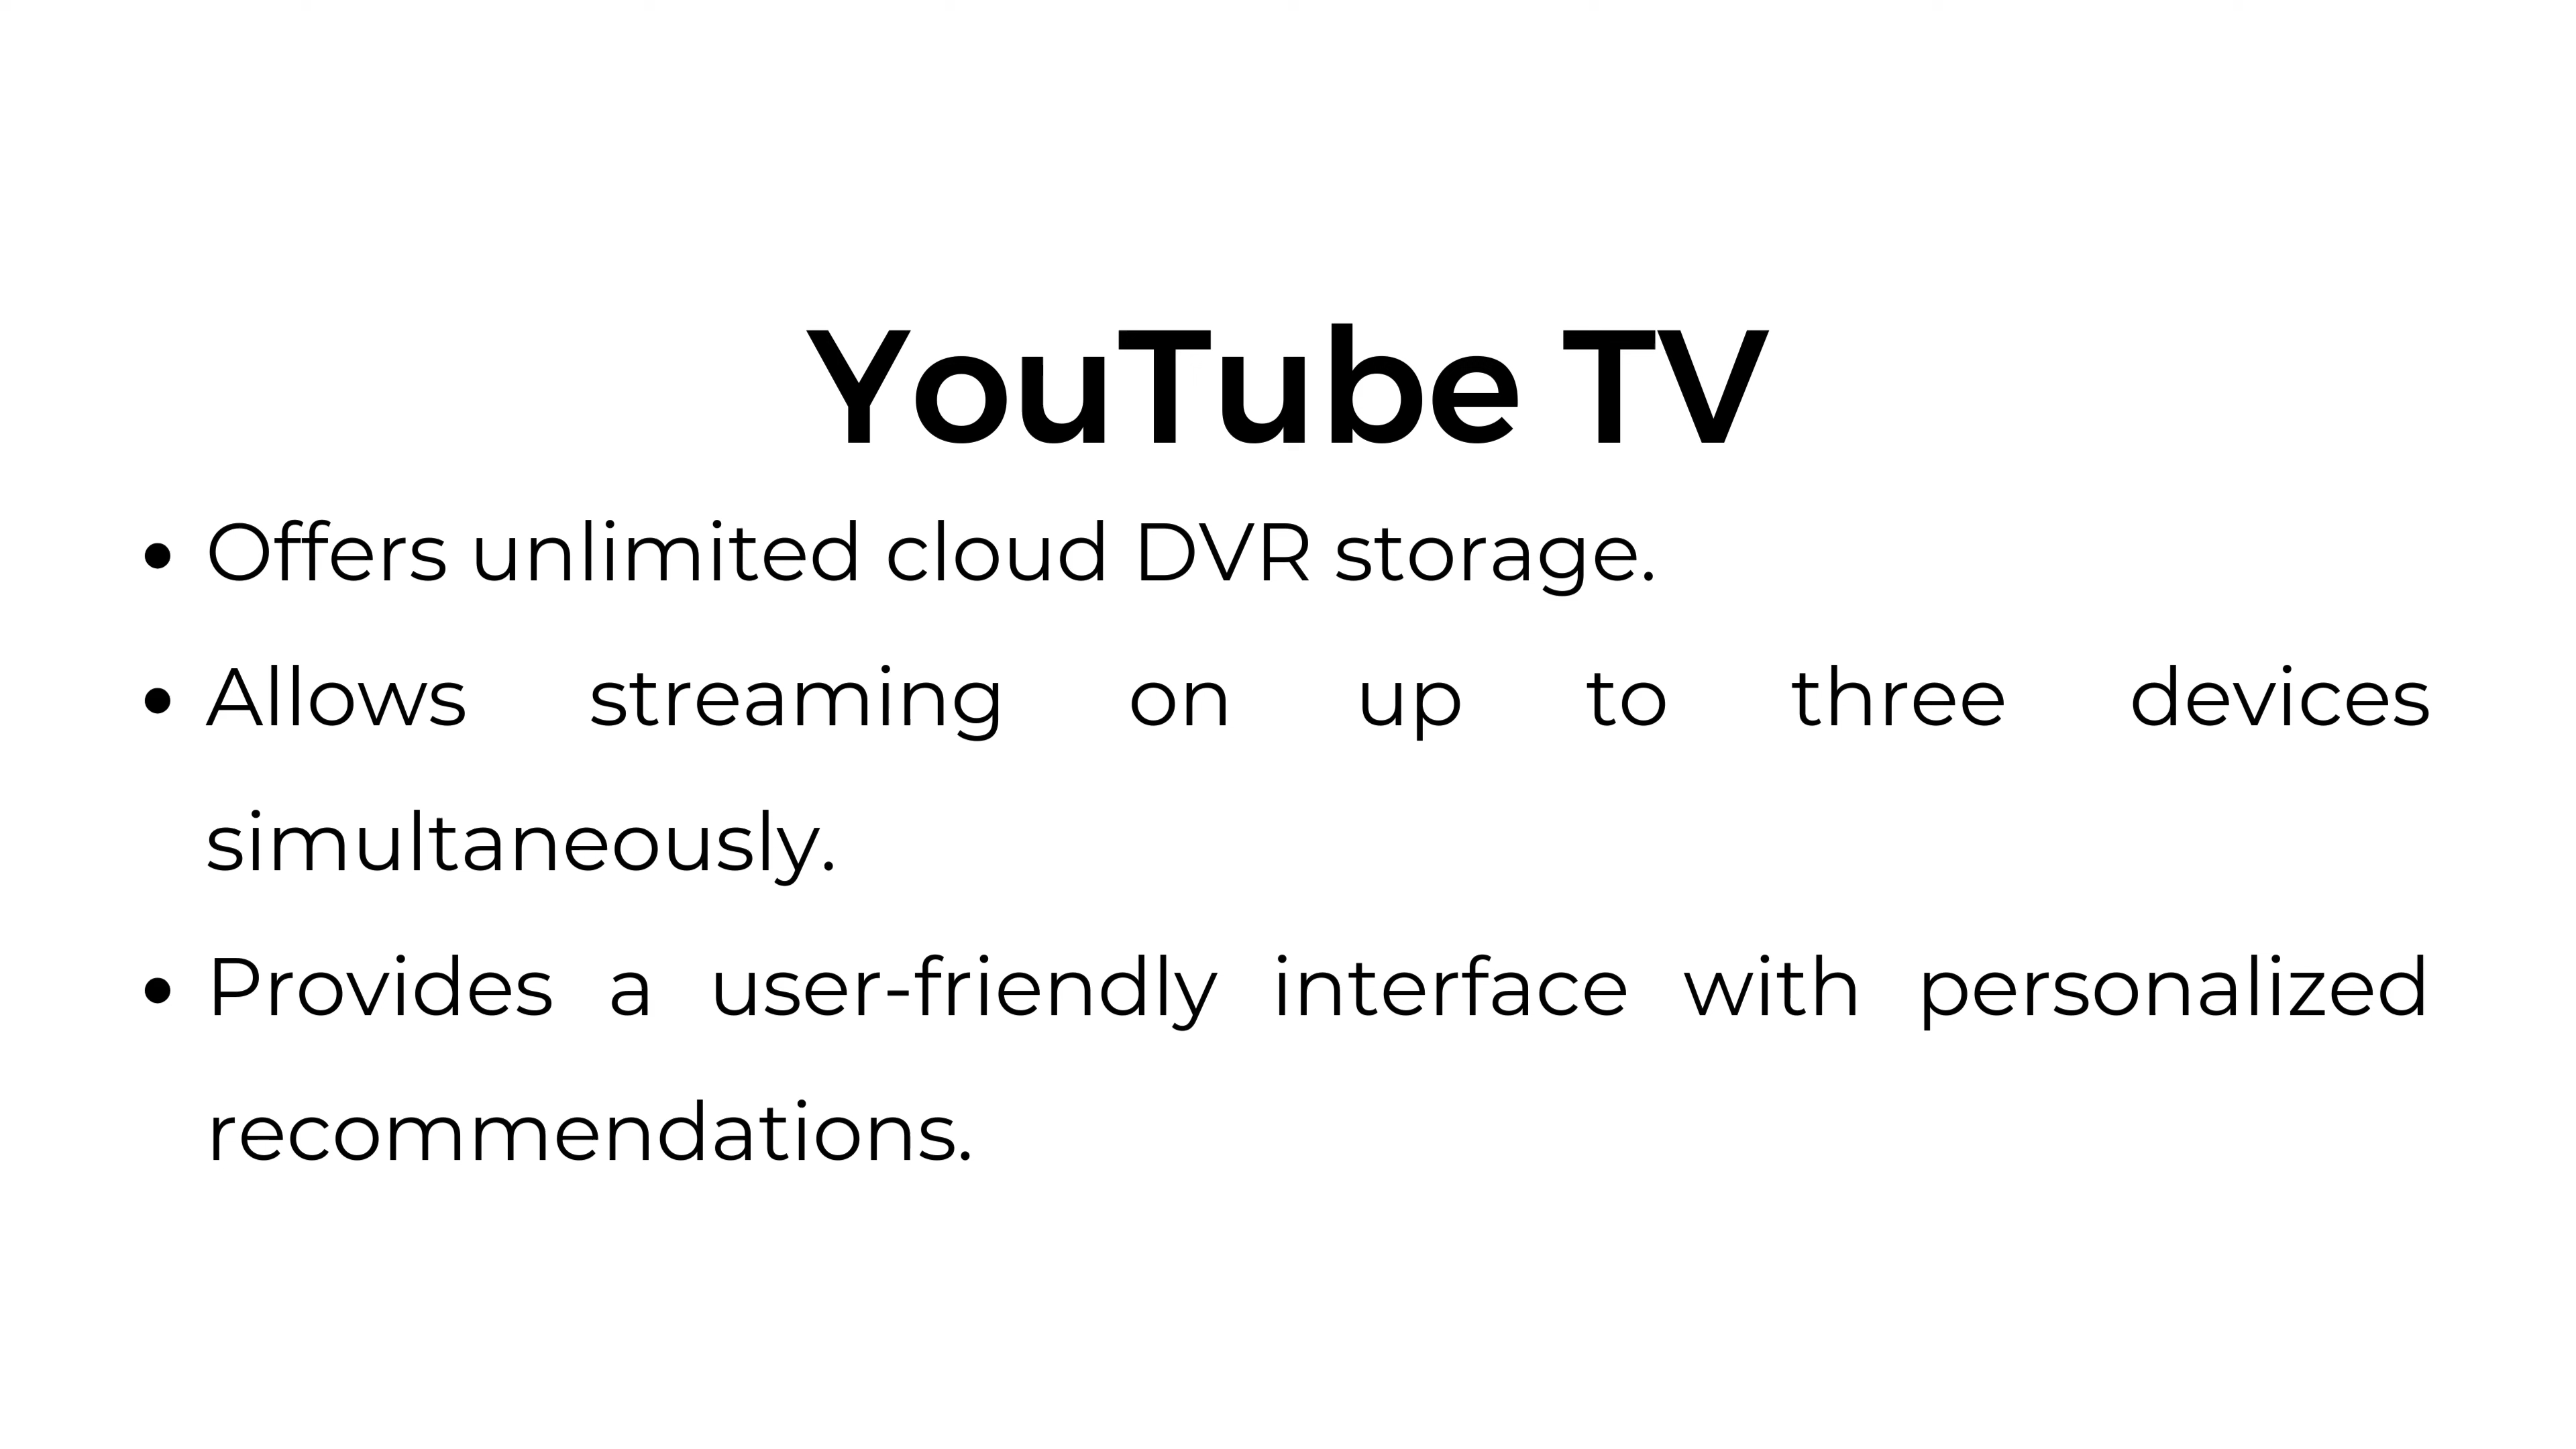 YouTube TV
• Offers unlimited cloud DVR storage.
• Allows streaming on up to three devices
simultaneously.
• Provides a user-friendly interface with personalized
recommendations.